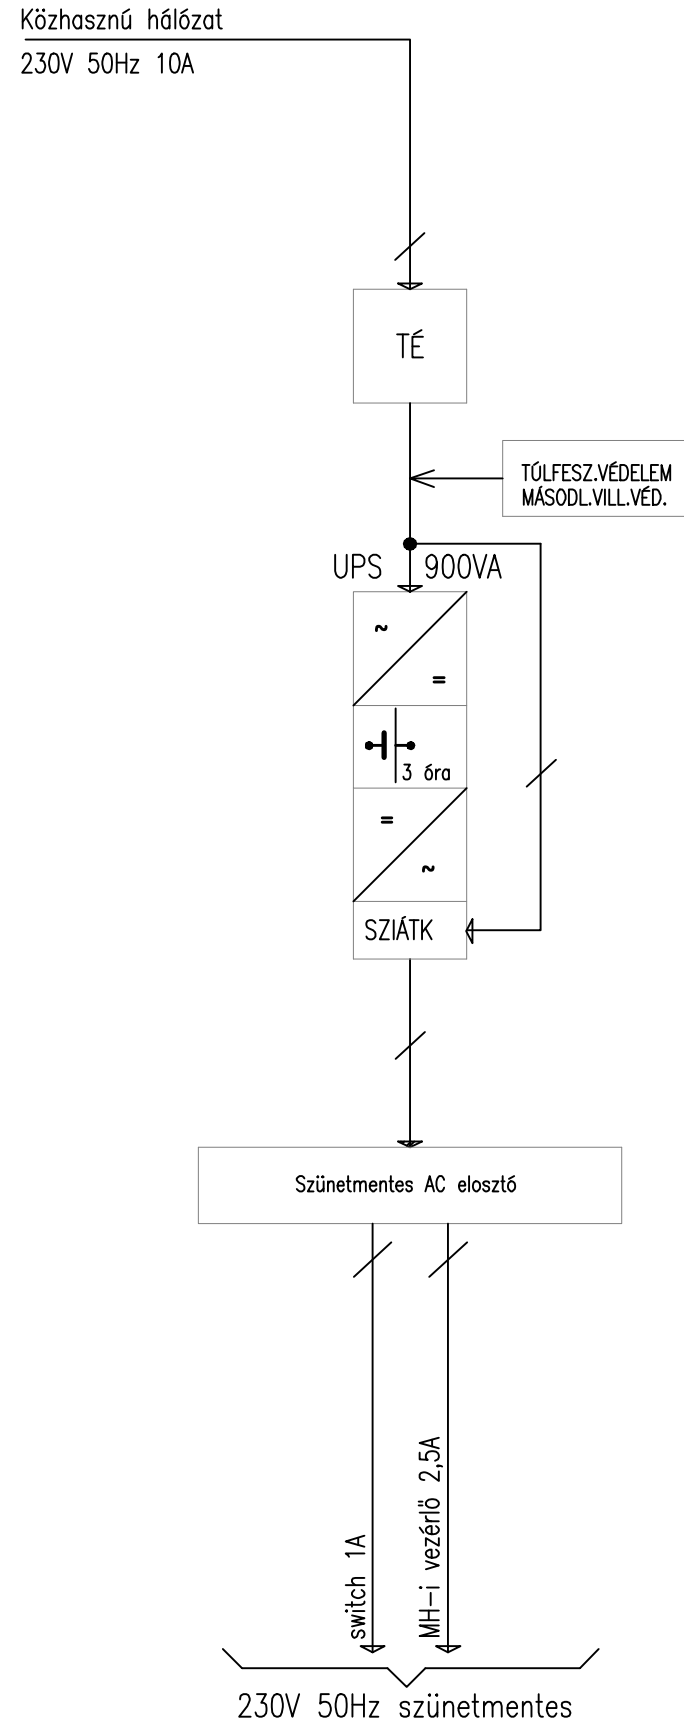 Közhasznú hálózat
230V 50Hz 10A
TÉ
TÚLFESZ.VÉDELEM
MÁSODL.VILL.VÉD.
UPS 900VA
~
=
3 óra
=
~
SZIÁTK
Szünetmentes AC elosztó
switch 1A
MH-i vezérlö 2,5A
230V 50Hz szünetmentes